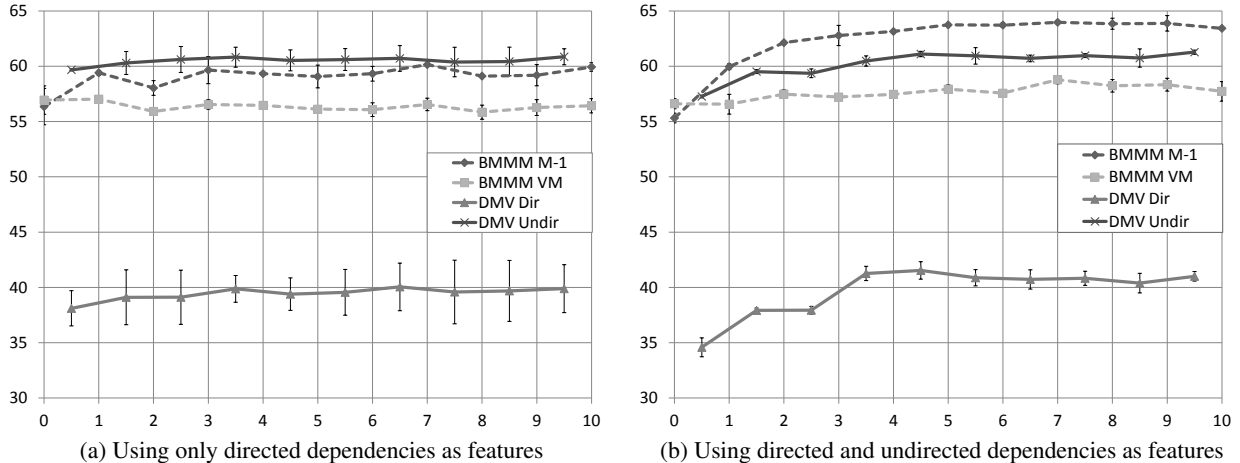 65
60
55
50
45
40
35
30
0 1 2 3 4 5 6 7 8 9 10
BMMM M-1
BMMM VM
DMV Dir
DMV Undir
(a) Using only directed dependencies as features
65
60
55
50
45
40
35
30
0 1 2 3 4 5 6 7 8 9 10
BMMM M-1
BMMM VM
DMV Dir
DMV Undir
(b) Using directed and undirected dependencies as features